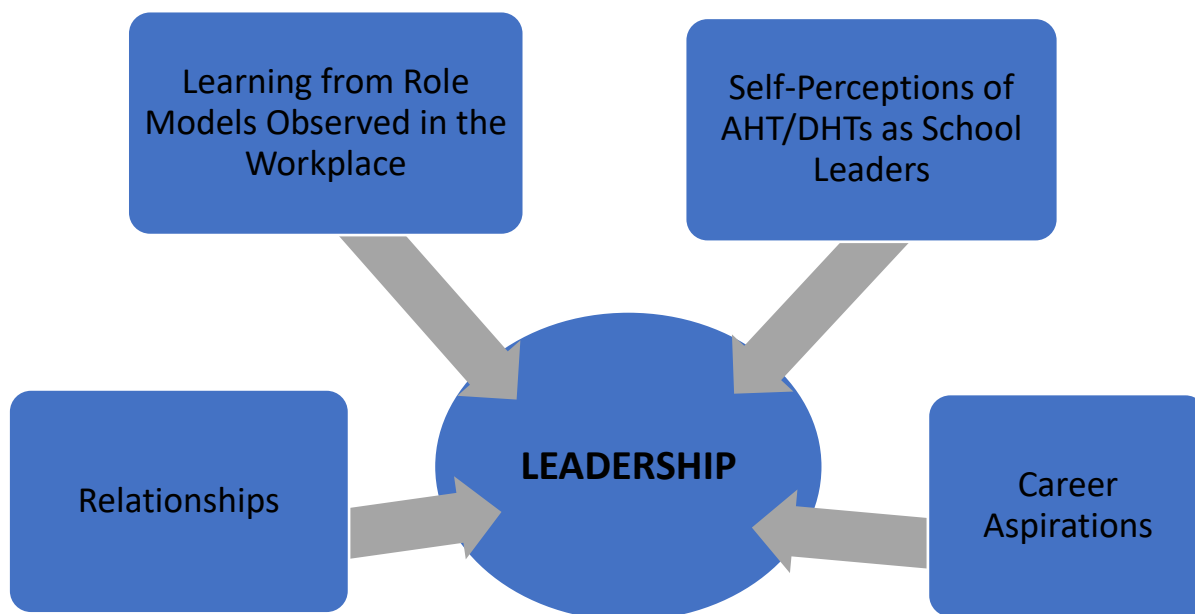 Learning from Role
Models Observed in the
Workplace
Self-Perceptions of
AHT/DHTs as School
Leaders
Relationships
LEADERSHIP
Career
Aspirations